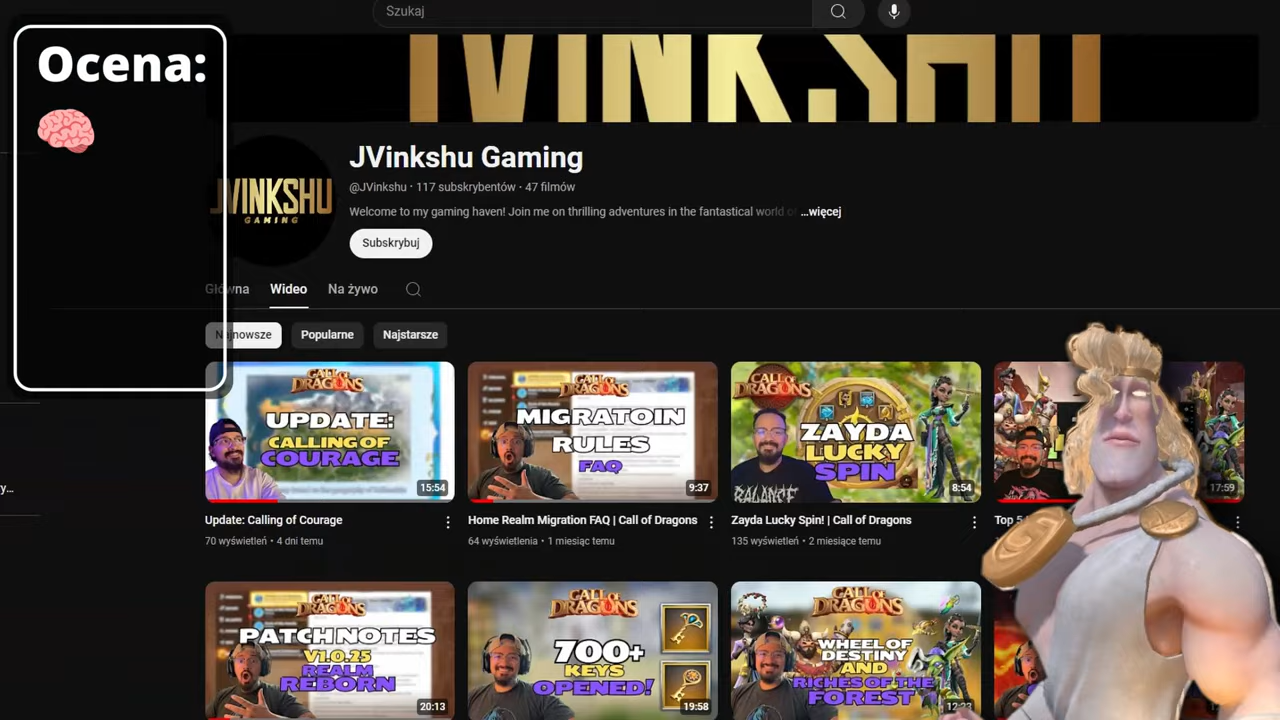 Szukaj
Ocena:
JVINKSHU
JVINKSHU
GAMING
JVinkshu Gaming
@JVinkshu · 117 subskrybentów · 47 filmów
Welcome to my gaming haven! Join me on thrilling adventures in the fantastical world of ...więcej
Subskrybuj
Główna
Wideo
Na żywo
Najnowsze
Popularne
Najstarsze
CALL OF DRAGONS
UPDATE:
CALLING OF
COURAGE
15:54
CALL OF DRAGONS
MIGRATOIN
RULES
FAQ
9:37
CALL OF DRAGONS
ZAYDA
LUCKY
SPIN
8:54
17:59
y...
Update: Calling of Courage
70 wyświetleń · 4 dni temu
Home Realm Migration FAQ | Call of Dragons
64 wyświetlenia · 1 miesiąc temu
Zayda Lucky Spin! | Call of Dragons
135 wyświetleń · 2 miesiące temu
Top 5
CALL OF DRAGONS
PATCH NOTES
V1.0.25
REALM
REBORN
20:13
CALL OF DRAGONS
700+
KEYS
OPENED!
19:58
CALL OF DRAGONS
WHEEL OF
DESTINY
AND
RICHES OF THE
FOREST
12:23